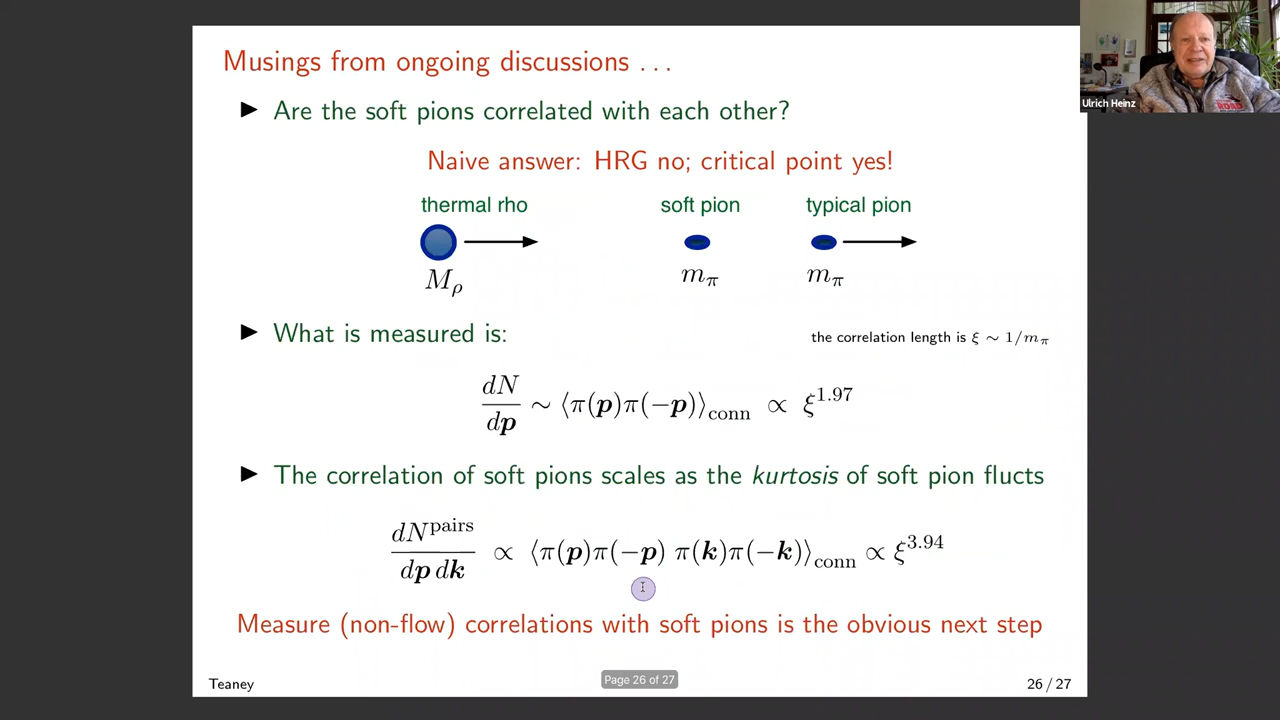 Musings from ongoing discussions ...
▶ Are the soft pions correlated with each other?
Naive answer: HRG no; critical point yes!
thermal rho soft pion typical pion
M_ρ m_π m_π
▶ What is measured is: the correlation length is ξ ∼ 1/m_π
dN/dp ∼ ⟨π(p)π(−p)⟩_conn ∝ ξ^1.97
▶ The correlation of soft pions scales as the kurtosis of soft pion flucts
dN^pairs/dp dk ∝ ⟨π(p)π(−p) π(k)π(−k)⟩_conn ∝ ξ^3.94
Measure (non-flow) correlations with soft pions is the obvious next step
Teaney Page 26 of 27 26 / 27
Ulrich Heinz
ROAD